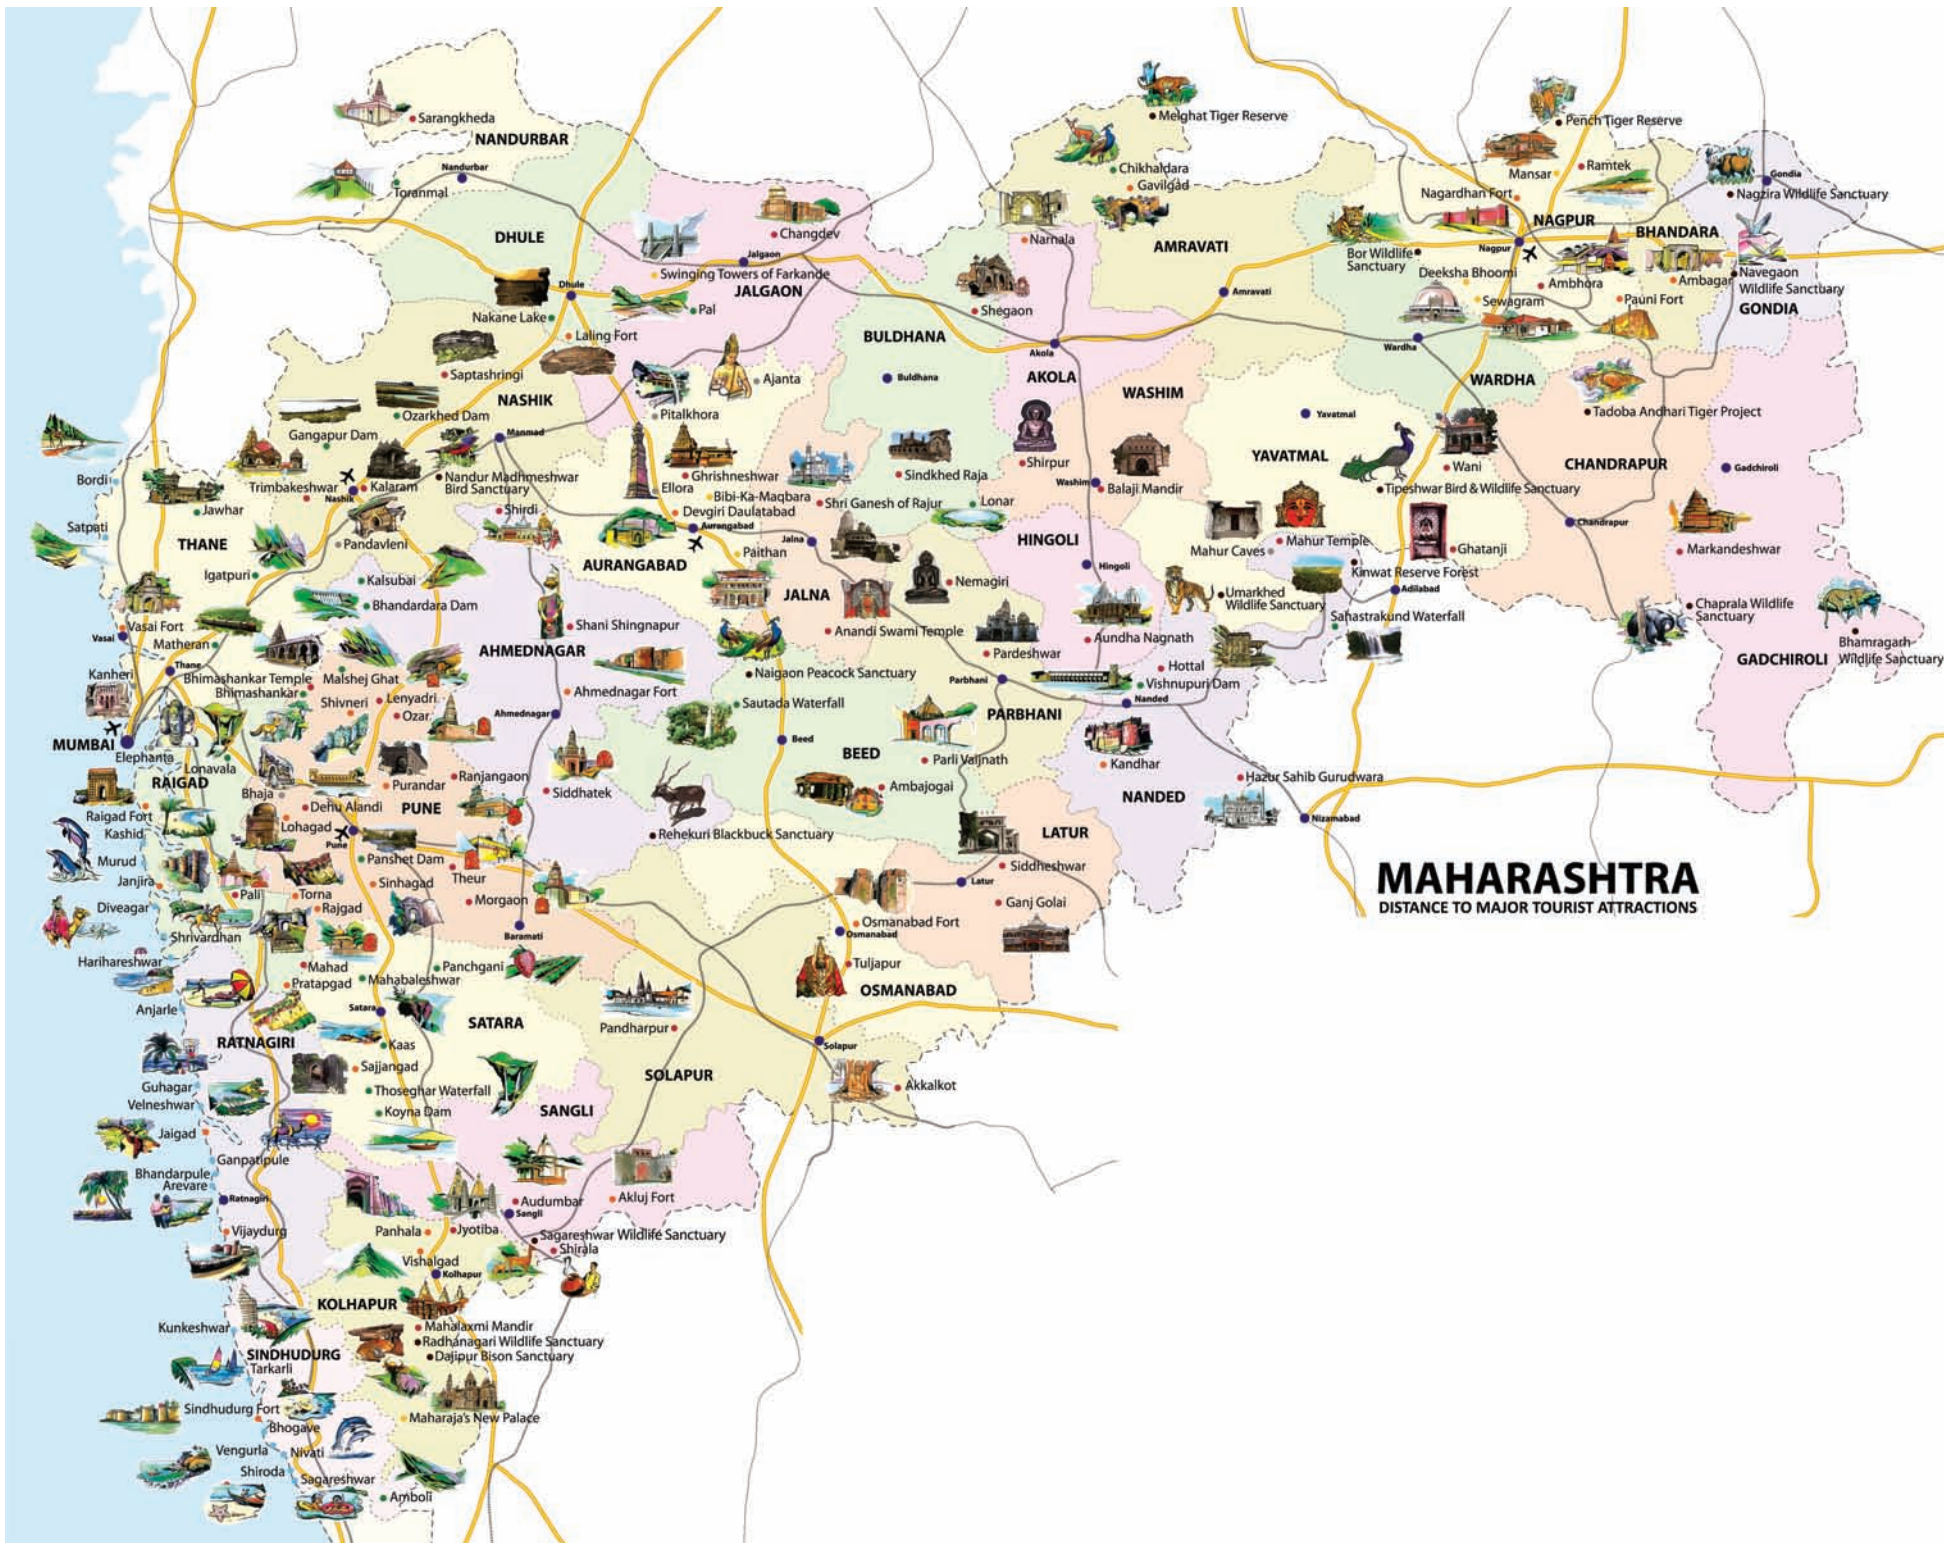 Sarangkheda
NANDURBAR
Nandurbar
Toranmal
DHULE
Dhule
Nakane Lake
Laling Fort
Changdev
Jalgaon
Swinging Towers of Farkande
JALGAON
Pal
Melghat Tiger Reserve
Chikhaldara
Gavilgad
Narnala
AMRAVATI
Amravati
Shegaon
Pench Tiger Reserve
Ramtek
Mansar
Nagardhan Fort
NAGPUR
Nagpur
Gondia
Nagzira Wildlife Sanctuary
BHANDARA
Bor Wildlife
Sanctuary
Deeksha Bhoomi
Sewagram
Ambhora
Ambagar
Pauni Fort
Navegaon
Wildlife Sanctuary
GONDIA
BULDHANA
Buldhana
Akola
AKOLA
WASHIM
Wardha
WARDHA
Yavatmal
YAVATMAL
Tadoba Andhari Tiger Project
Saptashringi
NASHIK
Ozarkhed Dam
Gangapur Dam
Manmad
Ajanta
Pitalkhora
Bordi
Jawhar
Trimbakeshwar
Nashik
Kalaram
Nandur Madhmeshwar
Bird Sanctuary
Shirdi
Pandavleni
Ghrishneshwar
Ellora
Bibi-Ka-Maqbara
Devgiri Daulatabad
Aurangabad
AURANGABAD
Paithan
Shri Ganesh of Rajur
Sindkhed Raja
Lonar
Jalna
JALNA
Shirpur
Washim
Balaji Mandir
Wani
Tipeshwar Bird & Wildlife Sanctuary
CHANDRAPUR
Chandrapur
Gadchiroli
Markandeshwar
Satpati
THANE
Igatpuri
Kalsubai
Bhandardara Dam
HINGOLI
Hingoli
Nemagiri
Mahur Caves
Mahur Temple
Ghatanji
Kinwat Reserve Forest
Adilabad
Umarkhed
Wildlife Sanctuary
Sahastrakund Waterfall
Chaprala Wildlife
Sanctuary
Bhamragarh
Wildlife Sanctuary
GADCHIROLI
Vasai Fort
Vasai
Matheran
Thane
Kanheri
Bhimashankar Temple
Bhimashankar
Malshej Ghat
Shivneri
Lenyadri
Ozar
AHMEDNAGAR
Shani Shingnapur
Ahmednagar Fort
Ahmednagar
Anandi Swami Temple
Naigaon Peacock Sanctuary
Sautada Waterfall
Pardeshwar
Aundha Nagnath
Hottal
Vishnupuri Dam
Parbhani
PARBHANI
Nanded
MUMBAI
Elephanta
Lonavala
RAIGAD
Raigad Fort
Kashid
Bhaja
Dehu Alandi
Lohagad
Purandar
PUNE
Pune
Ranjangaon
Siddhatek
Beed
BEED
Parli Vaijnath
Ambajogai
Rehekuri Blackbuck Sanctuary
Kandhar
NANDED
Hazur Sahib Gurudwara
Nizamabad
LATUR
Siddheshwar
Latur
Ganj Golai
MAHARASHTRA
DISTANCE TO MAJOR TOURIST ATTRACTIONS
Murud
Janjira
Diveagar
Shrivardhan
Harihareshwar
Pali
Torna
Rajgad
Panshet Dam
Sinhagad
Theur
Morgaon
Baramati
Mahad
Pratapgad
Mahabaleshwar
Panchgani
Osmanabad Fort
Osmanabad
Tuljapur
OSMANABAD
Anjarle
RATNAGIRI
Satara
SATARA
Kaas
Sajjangad
Thoseghar Waterfall
Koyna Dam
Pandharpur
SOLAPUR
Solapur
Akkalkot
Guhagar
Velneshwar
Jaigad
Ganpatipule
Bhandarpule
Arevare
Ratnagiri
Vijaydurg
SANGLI
Audumbar
Sangli
Akluj Fort
Panhala
Jyotiba
Sagareshwar Wildlife Sanctuary
Shirala
Vishalgad
Kolhapur
KOLHAPUR
Mahalaxmi Mandir
Radhanagari Wildlife Sanctuary
Dajipur Bison Sanctuary
Maharaja's New Palace
Kunkeshwar
SINDHUDURG
Tarkarli
Sindhudurg Fort
Bhogave
Vengurla
Nivati
Shiroda
Sagareshwar
Amboli